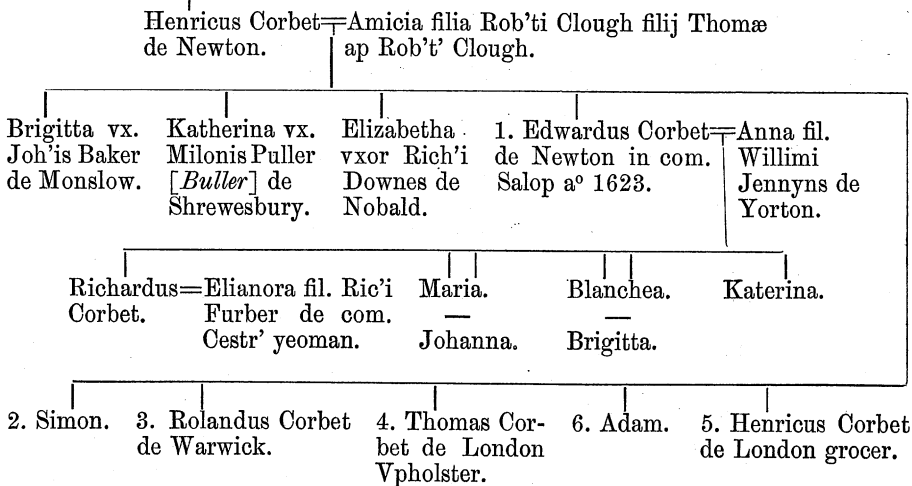 Henricus Corbet=Amicia filia Rob'ti Clough filij Thomæ
de Newton. ap Rob't' Clough.
Brigitta vx.
Joh'is Baker
de Monslow.
Katherina vx.
Milonis Puller
[Buller] de
Shrewesbury.
Elizabetha
vxor Rich'i
Downes de
Nobald.
1. Edwardus Corbet=Anna fil.
de Newton in com. Willimi
Salop aº 1623. Jennyns de
Yorton.
Richardus=Elianora fil. Ric'i
Corbet. Furber de com.
Cestr' yeoman.
Maria.
—
Johanna.
Blanchea.
—
Brigitta.
Katerina.
2. Simon.
3. Rolandus Corbet
de Warwick.
4. Thomas Cor-
bet de London
Vpholster.
6. Adam.
5. Henricus Corbet
de London grocer.